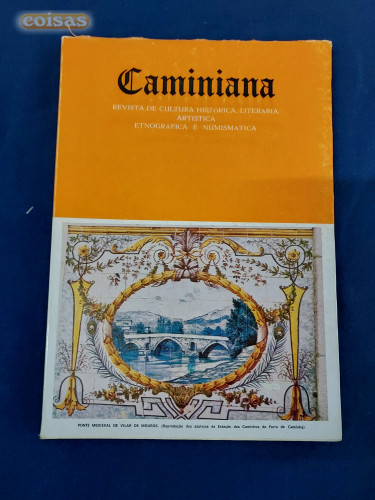 coisas
Caminiana
REVISTA DE CULTURA HISTÓRICA, LITERÁRIA,
ARTÍSTICA
ETNOGRÁFICA E NUMISMÁTICA
PONTE MEDIEVAL DE VILAR DE MOUROS. (Reprodução dos azulejos da Estação dos Caminhos de Ferro de Caminha)